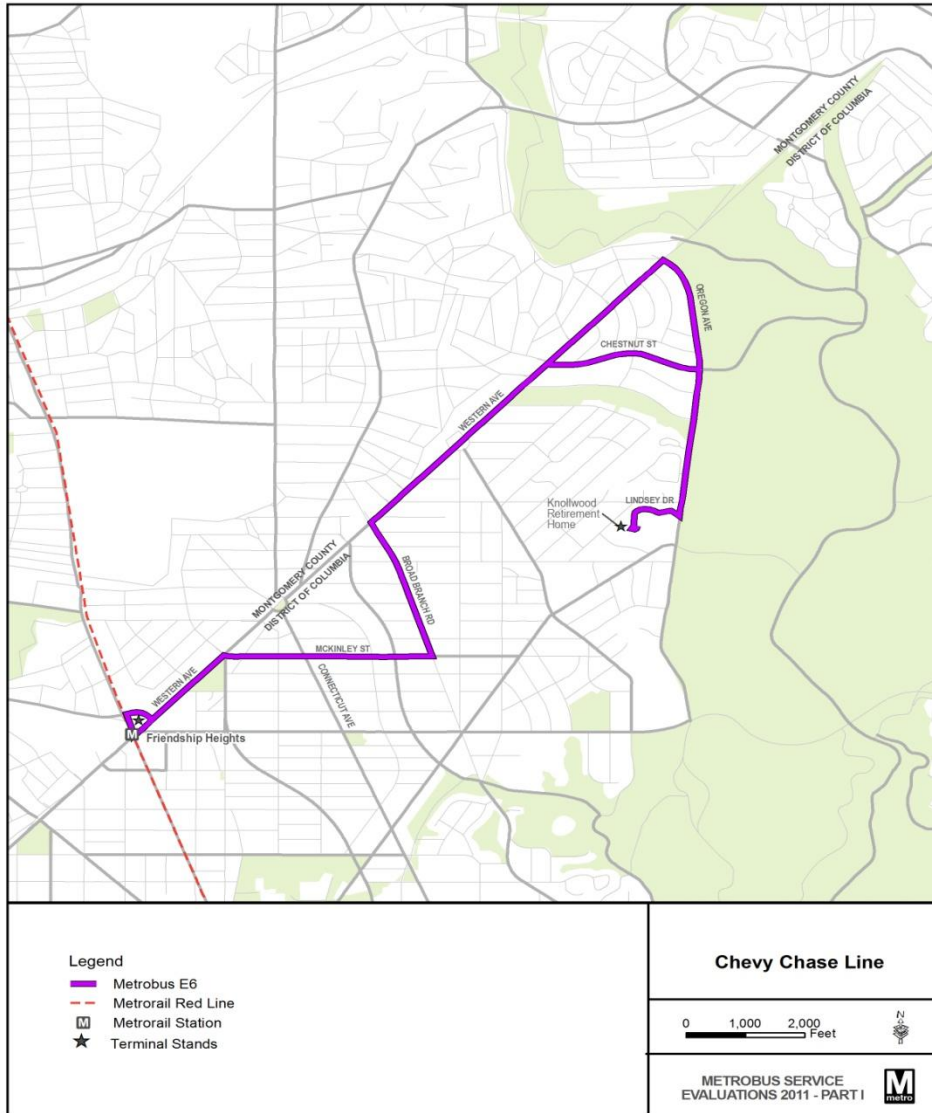 MONTGOMERY COUNTY
DISTRICT OF COLUMBIA
OREGON AVE
CHESTNUT ST
WESTERN AVE
LINDSEY DR
Knollwood
Retirement
Home
MONTGOMERY COUNTY
DISTRICT OF COLUMBIA
BROAD BRANCH RD
MCKINLEY ST
WESTERN AVE
CONNECTICUT AVE
M
Friendship Heights
Legend
Metrobus E6
Metrorail Red Line
M Metrorail Station
Terminal Stands
Chevy Chase Line
0 1,000 2,000
Feet
N
METROBUS SERVICE
EVALUATIONS 2011 - PART I
M
metro